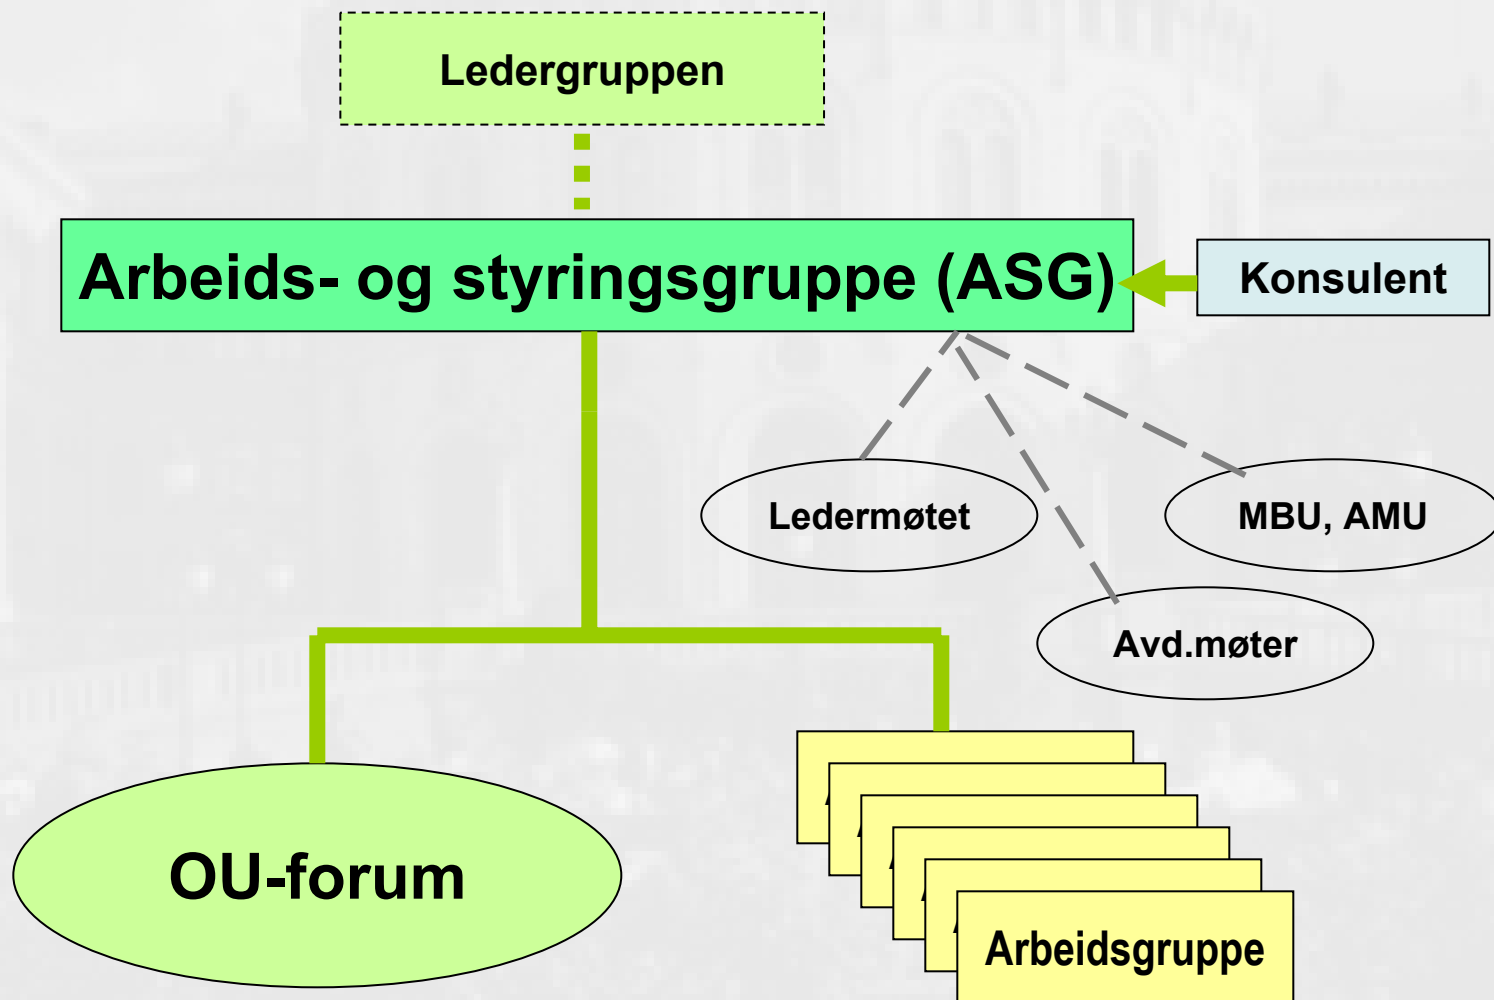 Ledergruppen
Arbeids- og styringsgruppe (ASG)
Konsulent
Ledermøtet
MBU, AMU
Avd.møter
OU-forum
Arbeidsgruppe